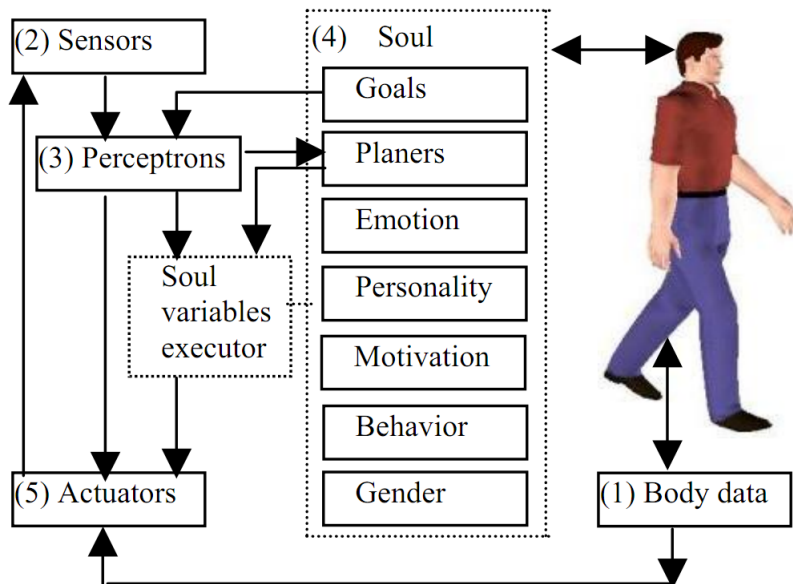 (2) Sensors
(4) Soul
Goals
(3) Perceptrons
Planers
Emotion
Soul
variables
executor
Personality
Motivation
Behavior
(5) Actuators
Gender
(1) Body data